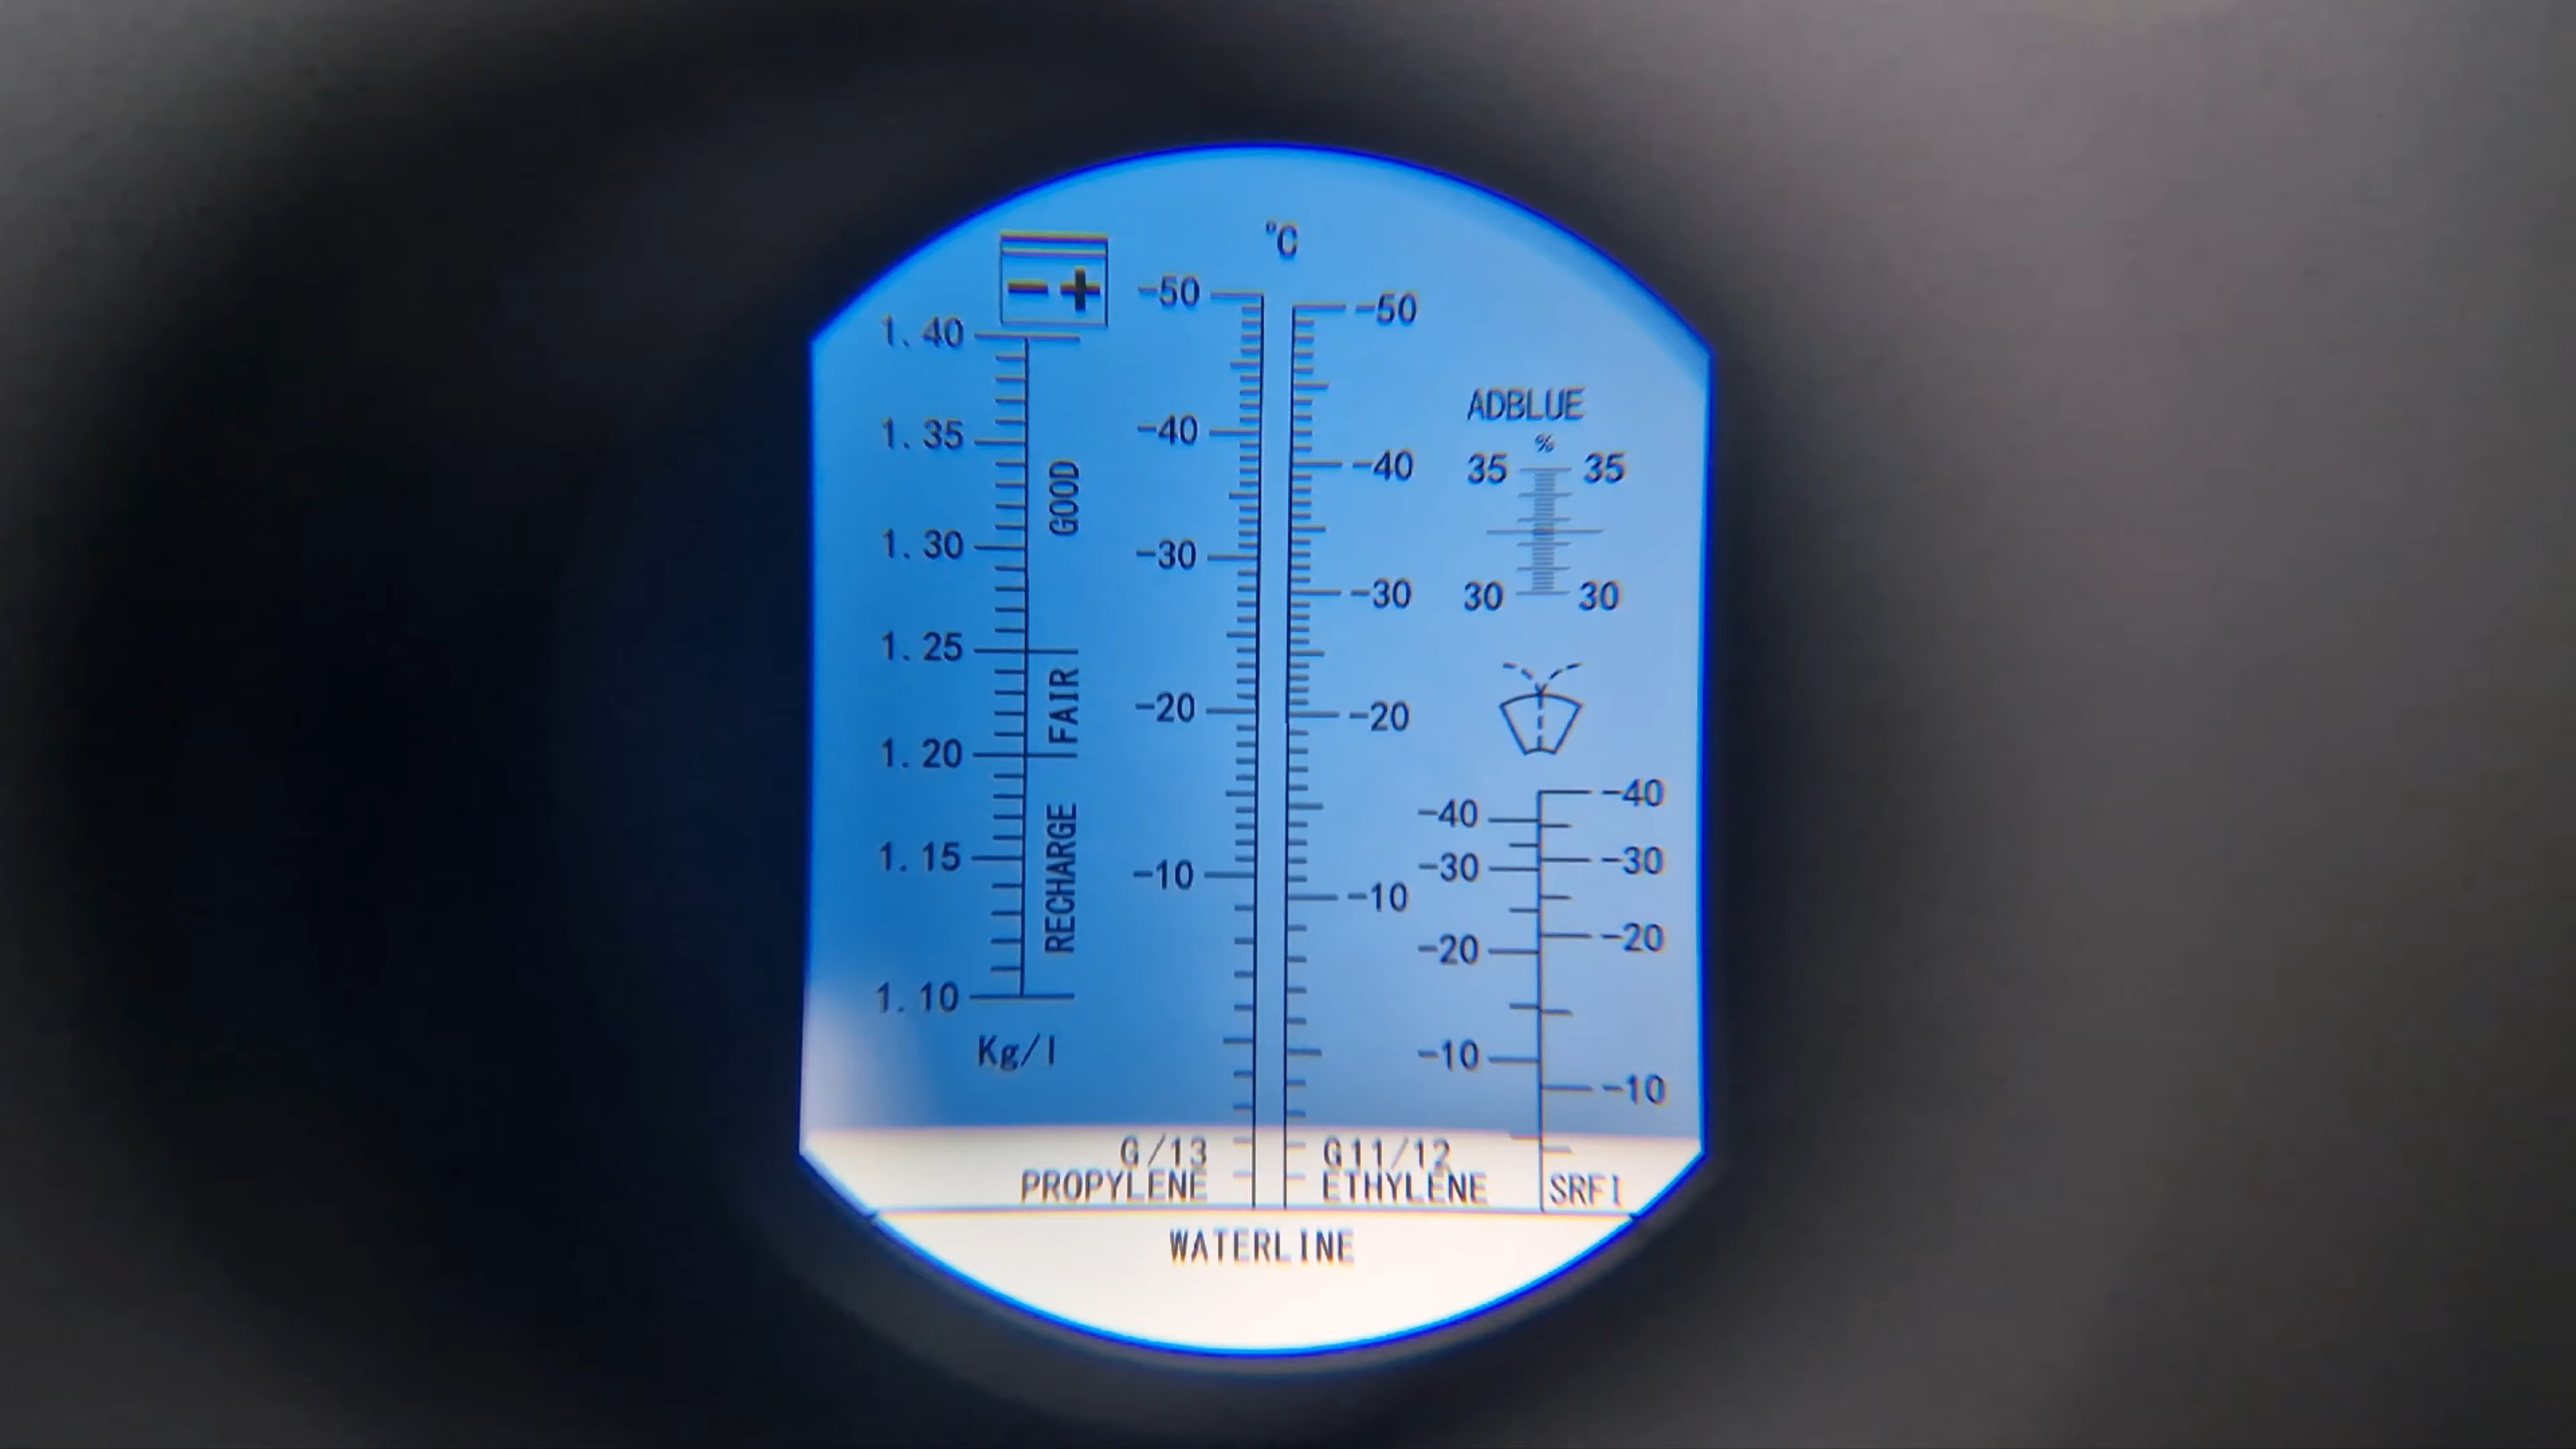 °C
- +
-50 -50
1.40
ADBLUE
%
1.35 -40 -40 35 35
GOOD
1.30 -30 -30 30 30
1.25
FAIR
-20 -20
1.20
-40 -40
RECHARGE
1.15 -10 -10 -30 -30
-20 -20
1.10
Kg/l
-10 -10
G/13 G11/12
PROPYLENE ETHYLENE SRFI
WATERLINE